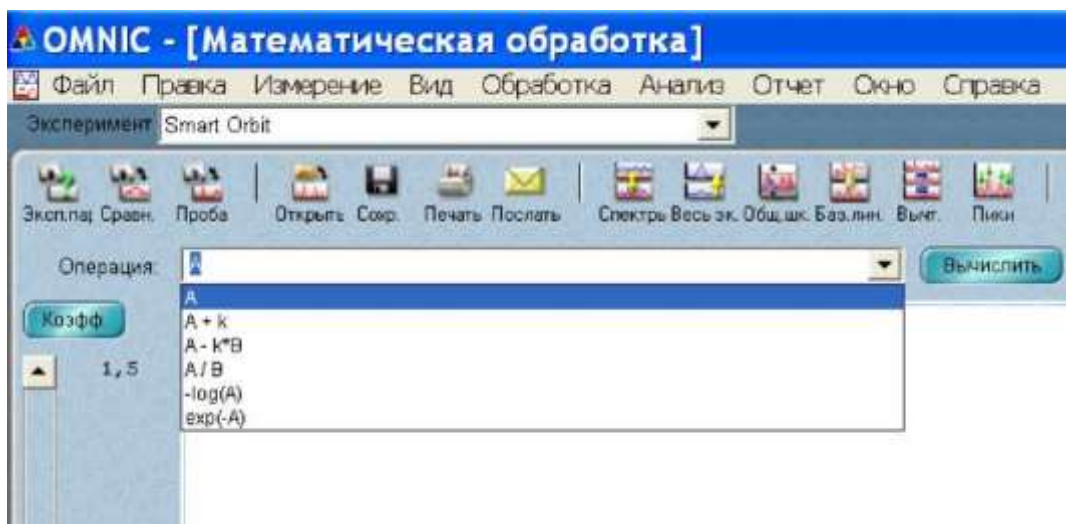 OMNIC - [Математическая обработка]
Файл Правка Измерение Вид Обработка Анализ Отчет Окно Справка
Эксперимент Smart Orbit
Эксп.пар Сравн. Проба Открыть Сохр. Печать Послать Спектры Весь эк. Общ.шк. Баз.лин. Вычт. Пики
Операция: A Вычислить
A
Коэфф
A + k
A - k*B
1,5
A / B
-log(A)
exp(-A)